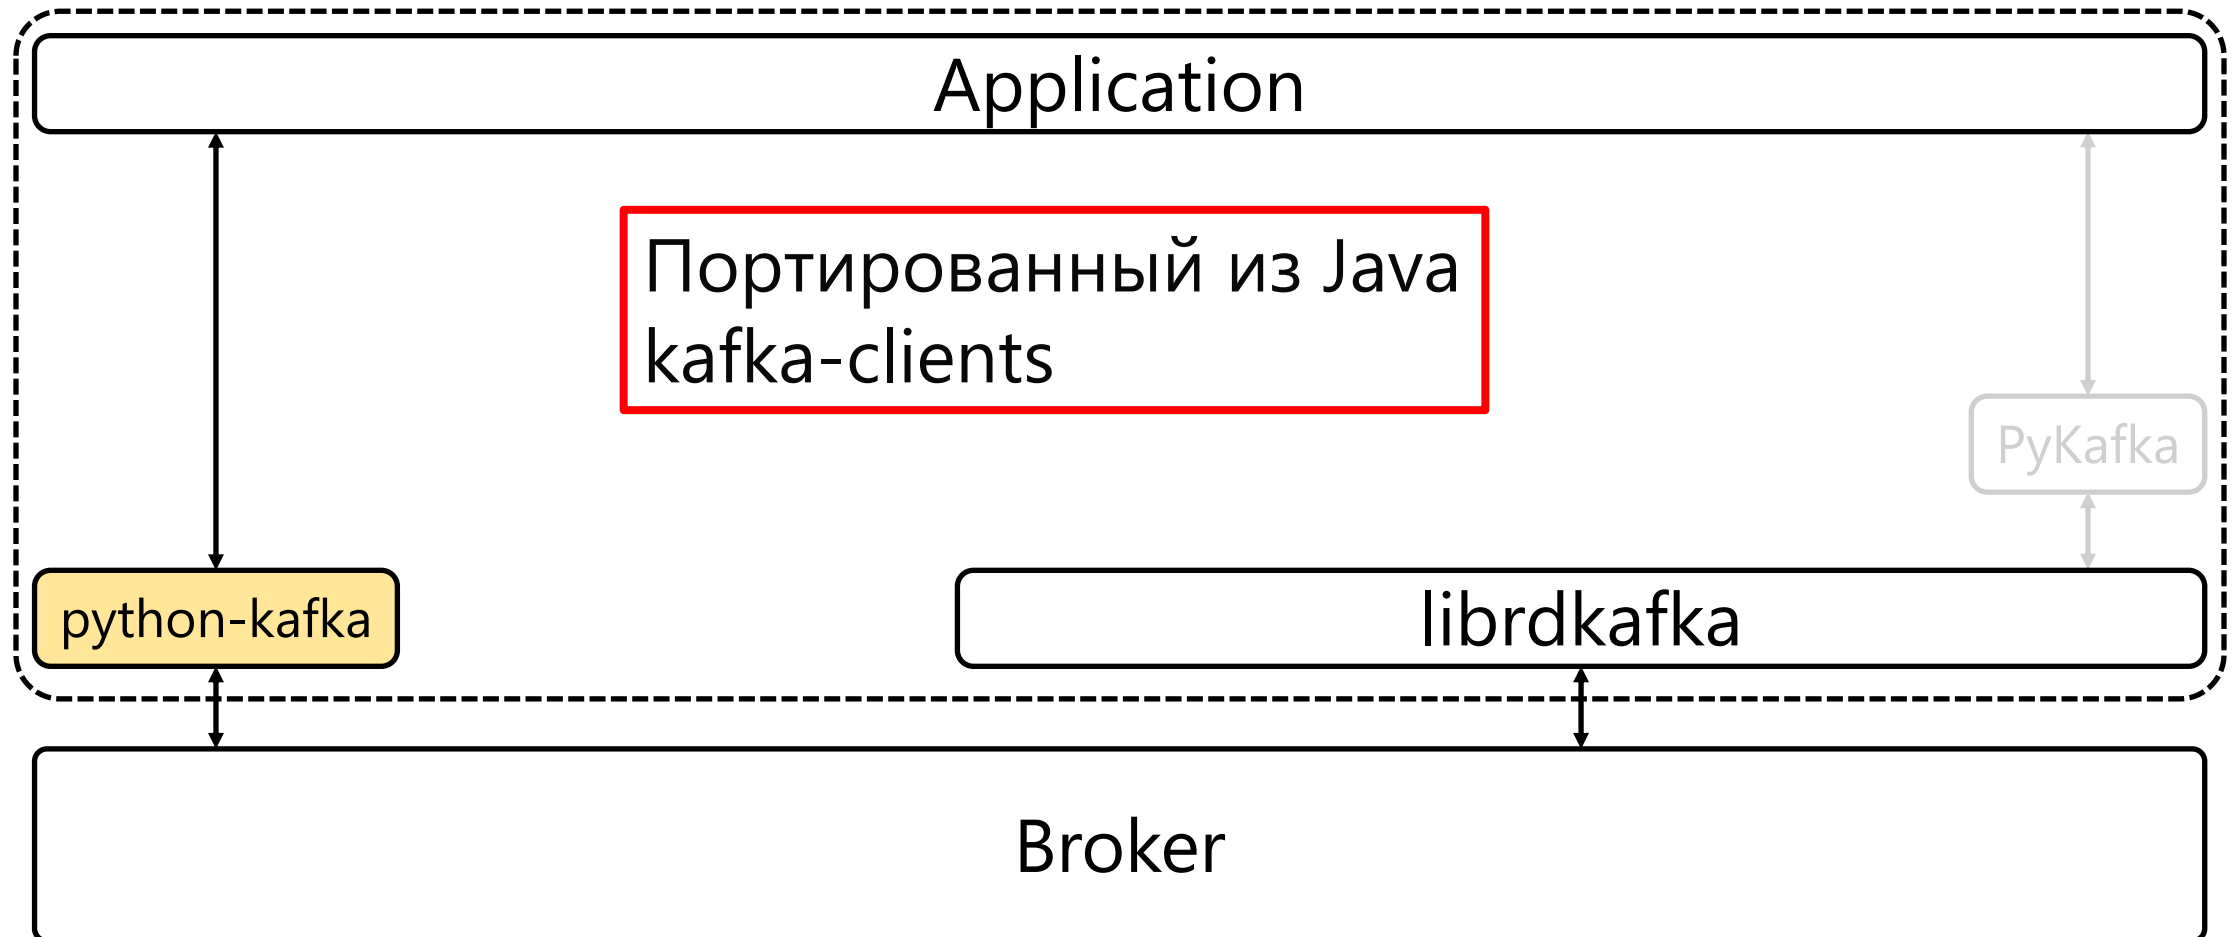 Application
Портированный из Java
kafka-clients
PyKafka
python-kafka
librdkafka
Broker